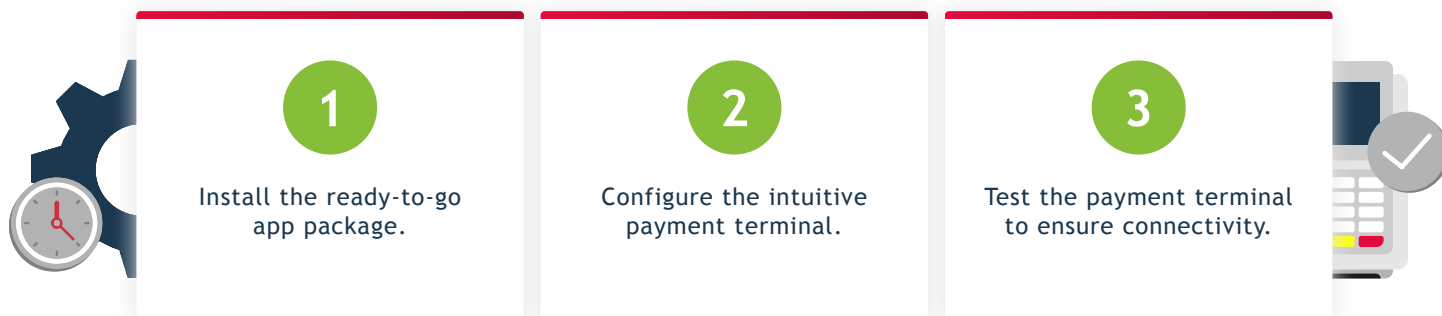 1
Install the ready-to-go
app package.
2
Configure the intuitive
payment terminal.
3
Test the payment terminal
to ensure connectivity.